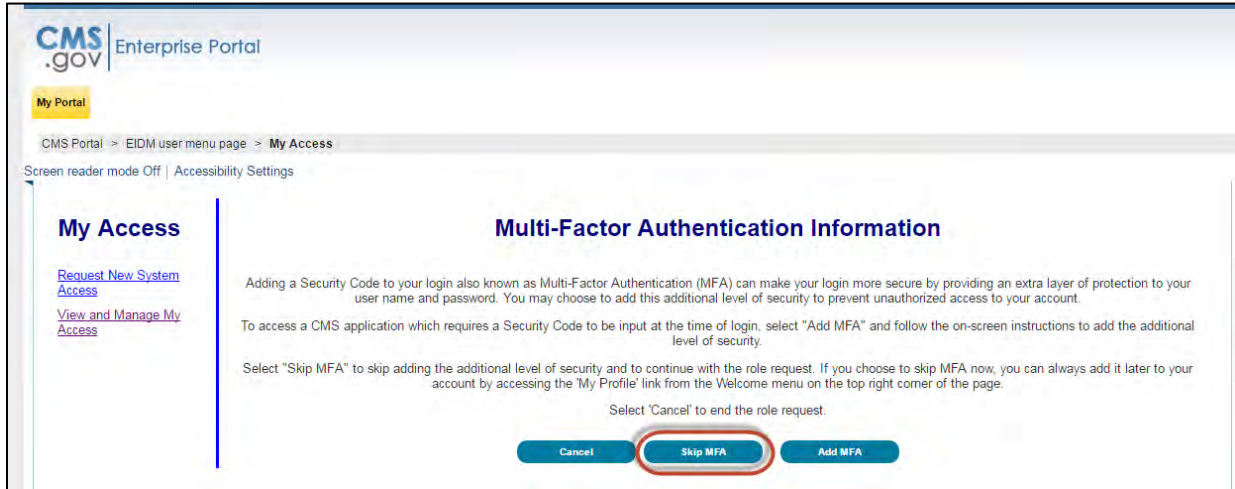 CMS
.gov
Enterprise Portal
My Portal
CMS Portal > EIDM user menu page > My Access
Screen reader mode Off | Accessibility Settings
My Access
Request New System
Access
View and Manage My
Access
Multi-Factor Authentication Information
Adding a Security Code to your login also known as Multi-Factor Authentication (MFA) can make your login more secure by providing an extra layer of protection to your
user name and password. You may choose to add this additional level of security to prevent unauthorized access to your account.
To access a CMS application which requires a Security Code to be input at the time of login, select "Add MFA" and follow the on-screen instructions to add the additional
level of security.
Select "Skip MFA" to skip adding the additional level of security and to continue with the role request. If you choose to skip MFA now, you can always add it later to your
account by accessing the 'My Profile' link from the Welcome menu on the top right corner of the page.
Select 'Cancel' to end the role request.
Cancel
Skip MFA
Add MFA